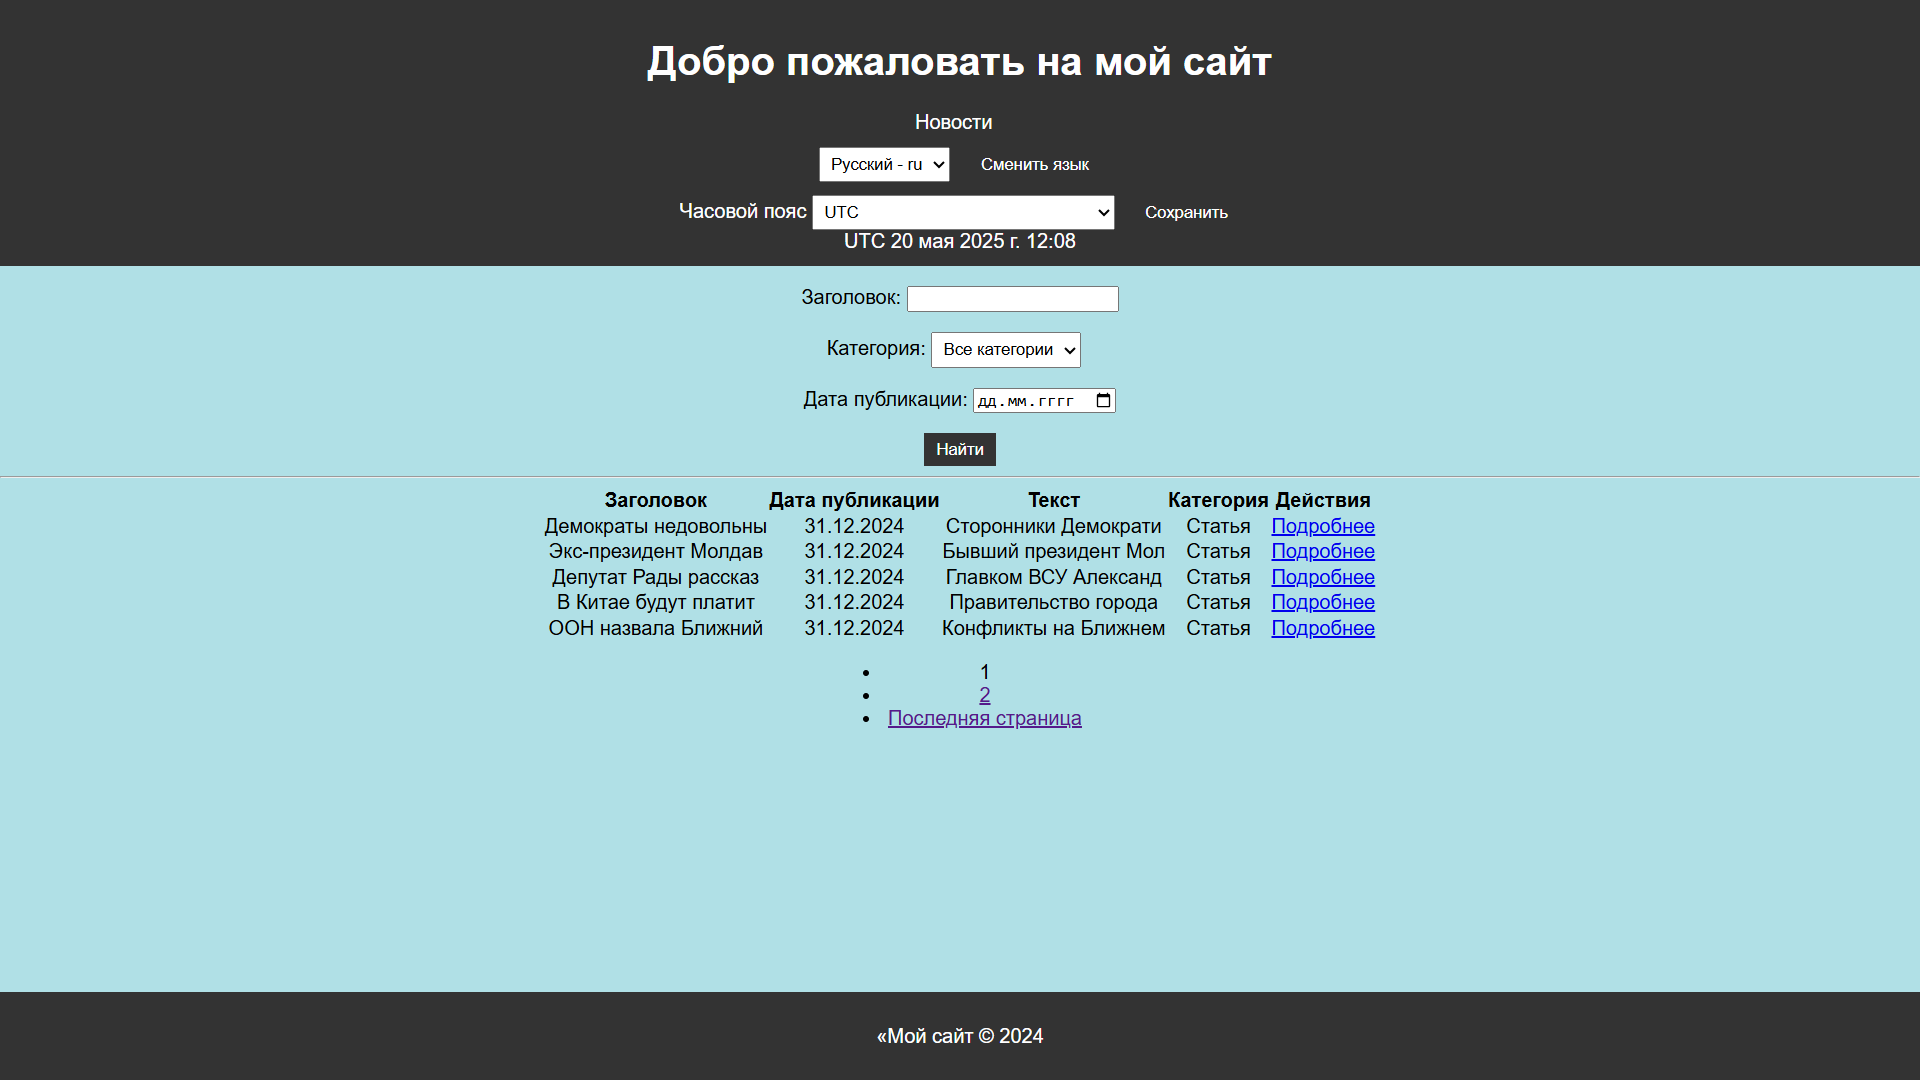 Добро пожаловать на мой сайт
Новости
Русский - ru Сменить язык
Часовой пояс UTC Сохранить
UTC 20 мая 2025 г. 12:08
Заголовок:
Категория: Все категории
Дата публикации: дд.мм.гггг
Найти
Заголовок Дата публикации Текст Категория Действия
Демократы недовольны 31.12.2024 Сторонники Демократи Статья Подробнее
Экс-президент Молдав 31.12.2024 Бывший президент Мол Статья Подробнее
Депутат Рады рассказ 31.12.2024 Главком ВСУ Александ Статья Подробнее
В Китае будут платит 31.12.2024 Правительство города Статья Подробнее
ООН назвала Ближний 31.12.2024 Конфликты на Ближнем Статья Подробнее
1
2
Последняя страница
«Мой сайт © 2024